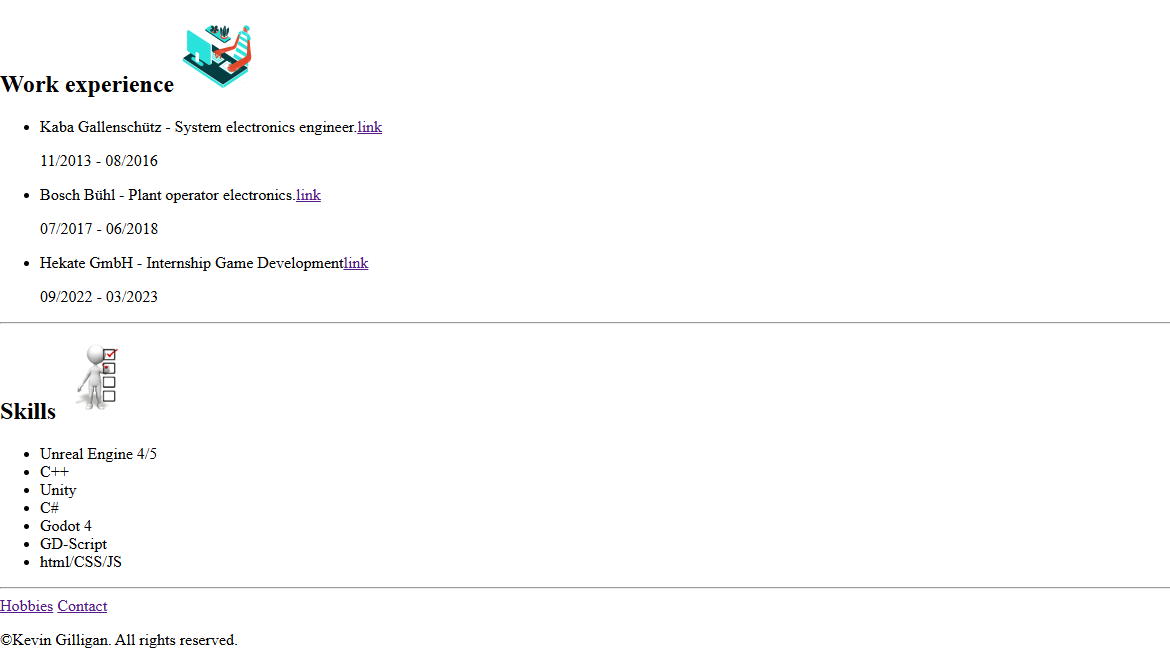 Work experience
Kaba Gallenschütz - System electronics engineer.link
11/2013 - 08/2016
Bosch Bühl - Plant operator electronics.link
07/2017 - 06/2018
Hekate GmbH - Internship Game Developmentlink
09/2022 - 03/2023
Skills
Unreal Engine 4/5
C++
Unity
C#
Godot 4
GD-Script
html/CSS/JS
Hobbies Contact
©Kevin Gilligan. All rights reserved.